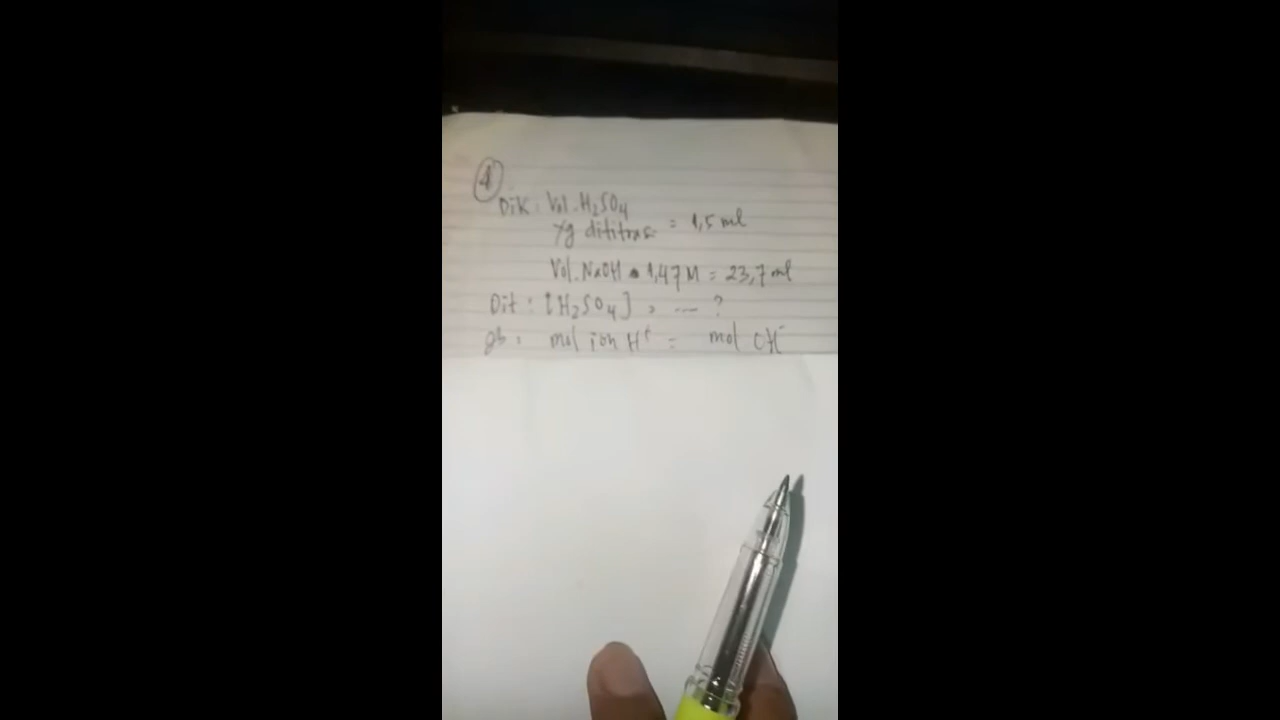 1
Dik : Vol. H₂SO₄
yg dititrasi = 1,5 ml
Vol. NaOH 1,47 M = 23,7 ml
Dit : [H₂SO₄] = --- ?
Jb : mol ion H⁺ = mol OH⁻